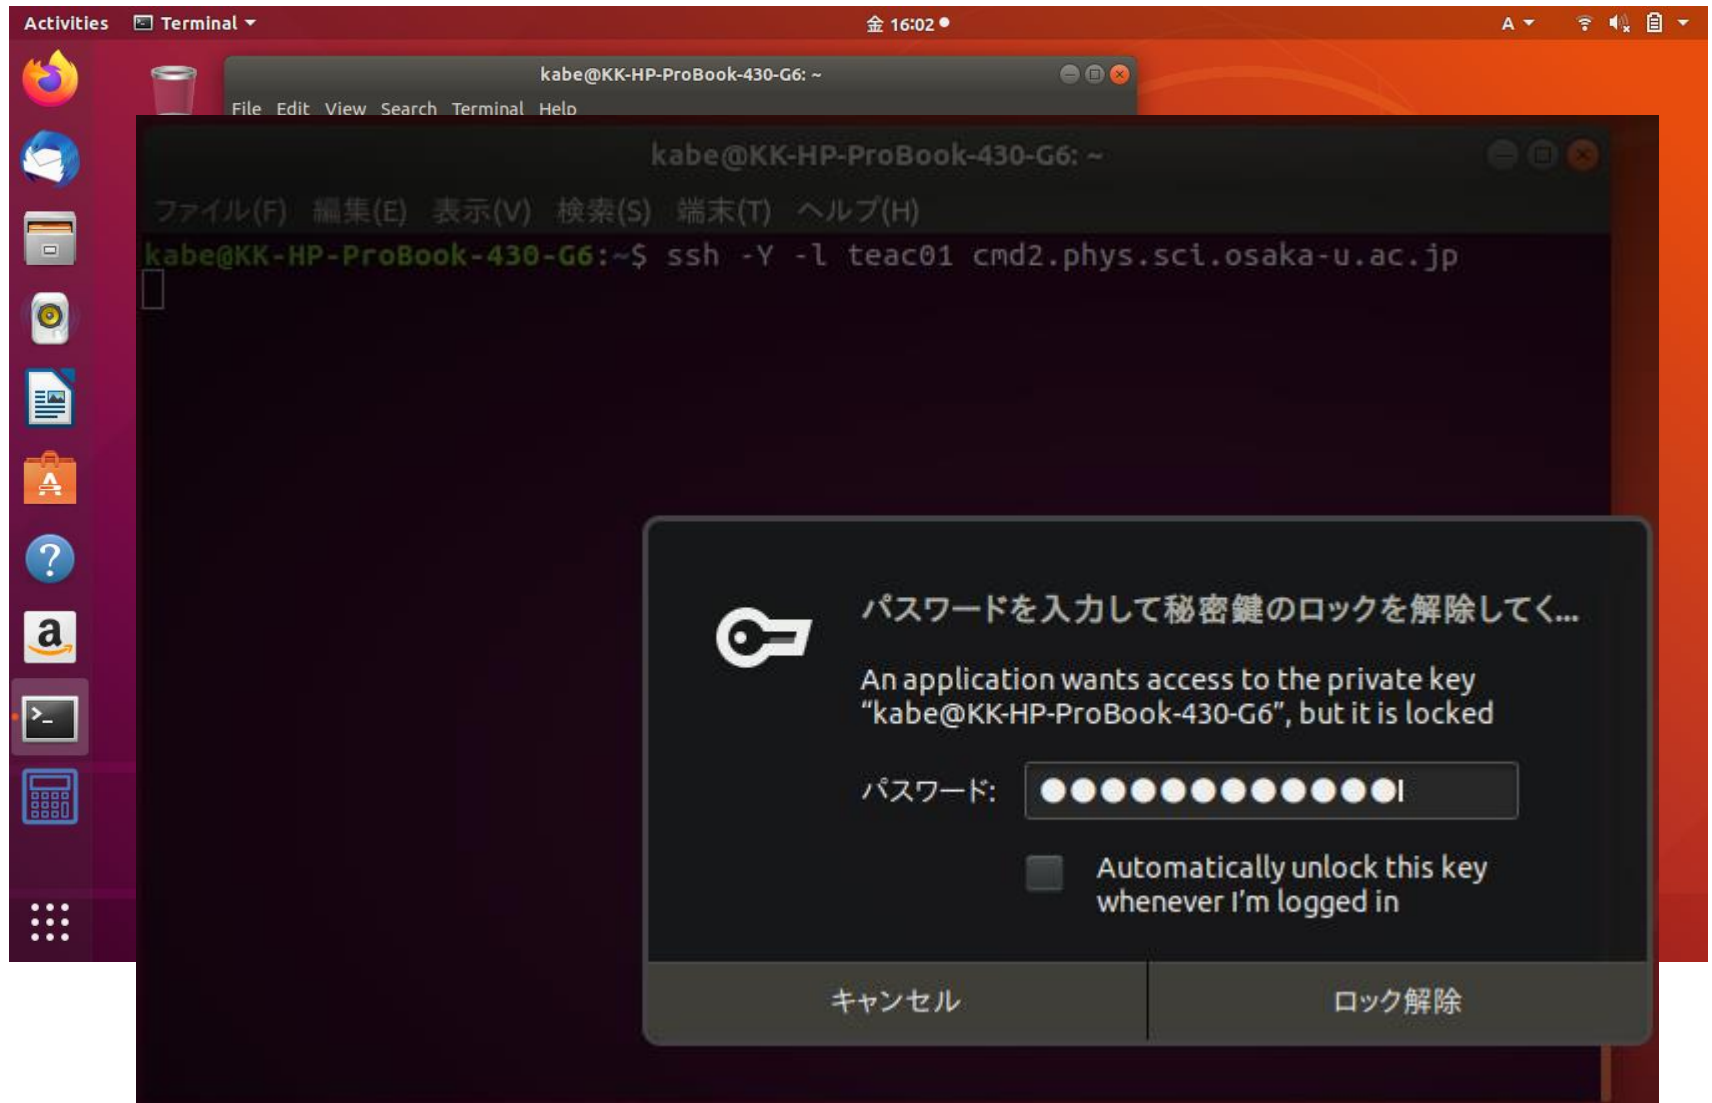 Activities Terminal 金 16:02 A
kabe@KK-HP-ProBook-430-G6: ~
File Edit View Search Terminal Help
kabe@KK-HP-ProBook-430-G6: ~
ファイル(F) 編集(E) 表示(V) 検索(S) 端末(T) ヘルプ(H)
kabe@KK-HP-ProBook-430-G6:~$ ssh -Y -l teac01 cmd2.phys.sci.osaka-u.ac.jp
パスワードを入力して秘密鍵のロックを解除してく...
An application wants access to the private key
“kabe@KK-HP-ProBook-430-G6”, but it is locked
パスワード: ●●●●●●●●●●●●
Automatically unlock this key
whenever I’m logged in
キャンセル ロック解除